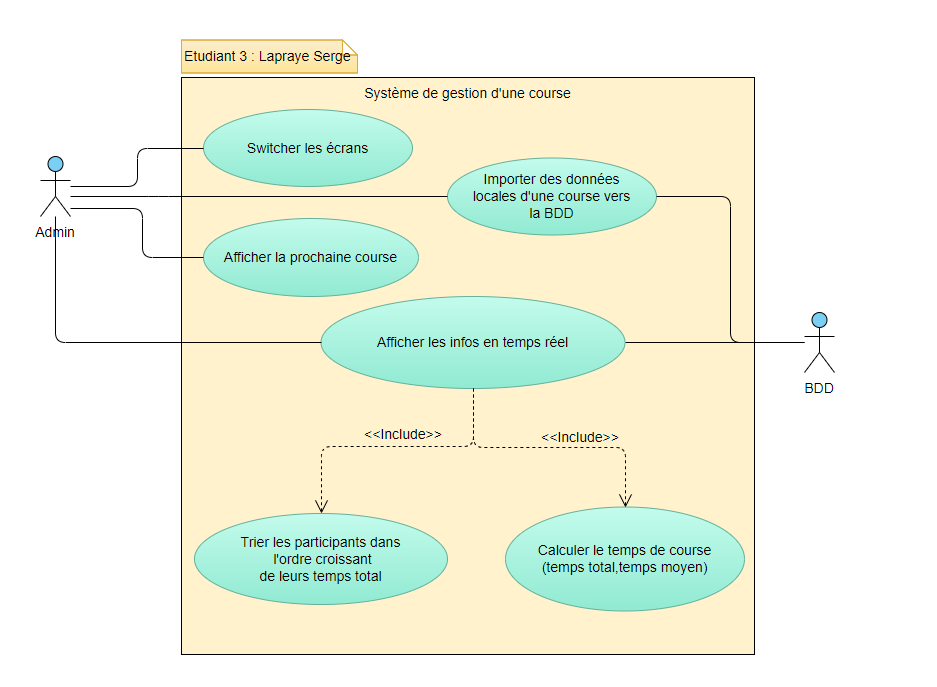 Etudiant 3 : Lapraye Serge
Système de gestion d'une course
Switcher les écrans
Importer des données
locales d'une course vers
la BDD
Admin
Afficher la prochaine course
Afficher les infos en temps réel
BDD
<<Include>>
<<Include>>
Trier les participants dans
l'ordre croissant
de leurs temps total
Calculer le temps de course
(temps total,temps moyen)